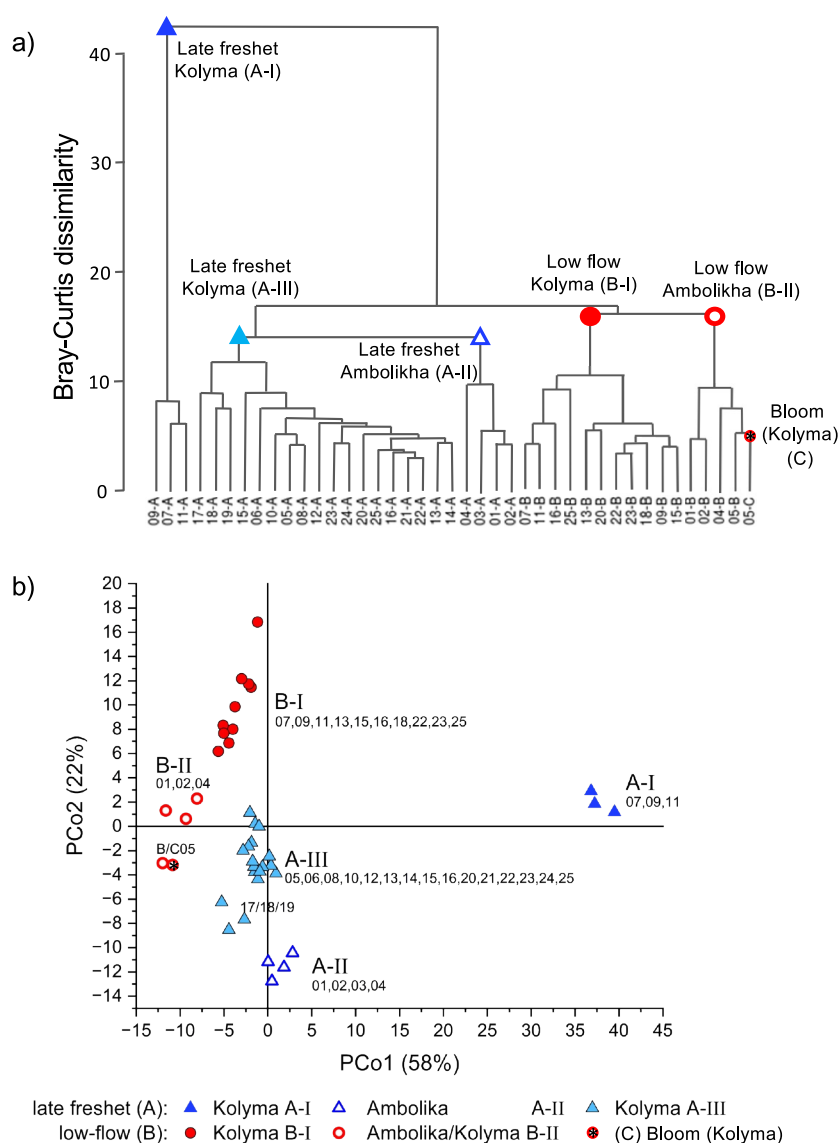 a)
Bray-Curtis dissimilarity
40
30
20
10
0
Late freshet
Kolyma (A-I)
Late freshet
Kolyma (A-III)
Low flow
Kolyma (B-I)
Low flow
Ambolikha (B-II)
Late freshet
Ambolikha (A-II)
Bloom
(Kolyma)
(C)
09-A 07-A 11-A 17-A 18-A 19-A 15-A 06-A 10-A 05-A 08-A 12-A 23-A 24-A 20-A 25-A 16-A 21-A 22-A 13-A 14-A 04-A 03-A 01-A 02-A 07-B 11-B 16-B 25-B 13-B 20-B 22-B 23-B 18-B 09-B 15-B 01-B 02-B 04-B 05-B 05-C
b)
PCo2 (22%)
20
18
16
14
12
10
8
6
4
2
0
−2
−4
−6
−8
−10
−12
−14
B-I
07,09,11,13,15,16,18,22,23,25
B-II
01,02,04
A-I
07,09,11
B/C05
A-III
05,06,08,10,12,13,14,15,16,20,21,22,23,24,25
17/18/19
A-II
01,02,03,04
−15 −10 −5 0 5 10 15 20 25 30 35 40 45
PCo1 (58%)
late freshet (A): Kolyma A-I Ambolika A-II Kolyma A-III
low-flow (B): Kolyma B-I Ambolika/Kolyma B-II (C) Bloom (Kolyma)